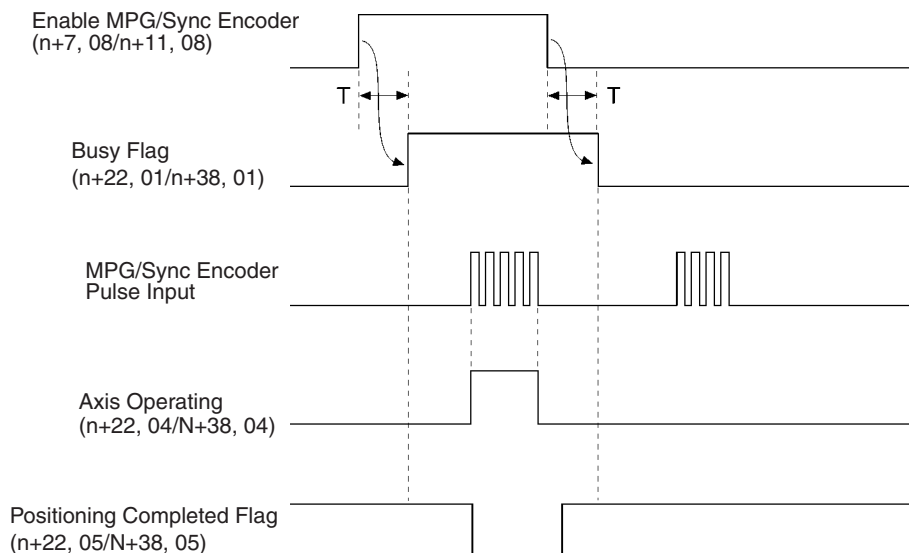 Enable MPG/Sync Encoder
(n+7, 08/n+11, 08)
T
T
Busy Flag
(n+22, 01/n+38, 01)
MPG/Sync Encoder
Pulse Input
Axis Operating
(n+22, 04/N+38, 04)
Positioning Completed Flag
(n+22, 05/N+38, 05)